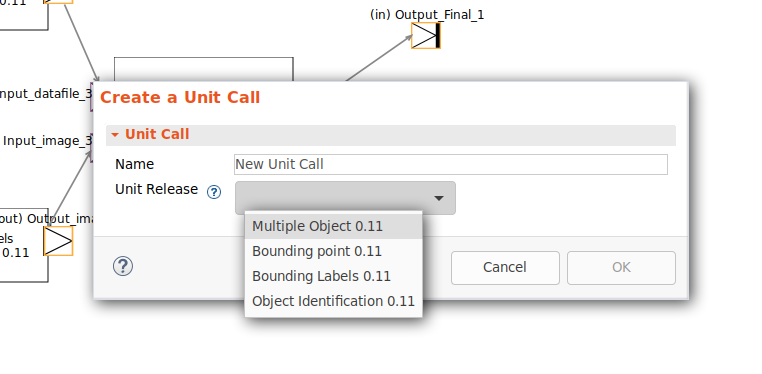 0.11
(in) Output_Final_1
nput_datafile_3
Input_image_3
out) Output_ima
els
0.11
Create a Unit Call
Unit Call
Name New Unit Call
Unit Release ?
Multiple Object 0.11
Bounding point 0.11
Bounding Labels 0.11
Object Identification 0.11
? Cancel OK